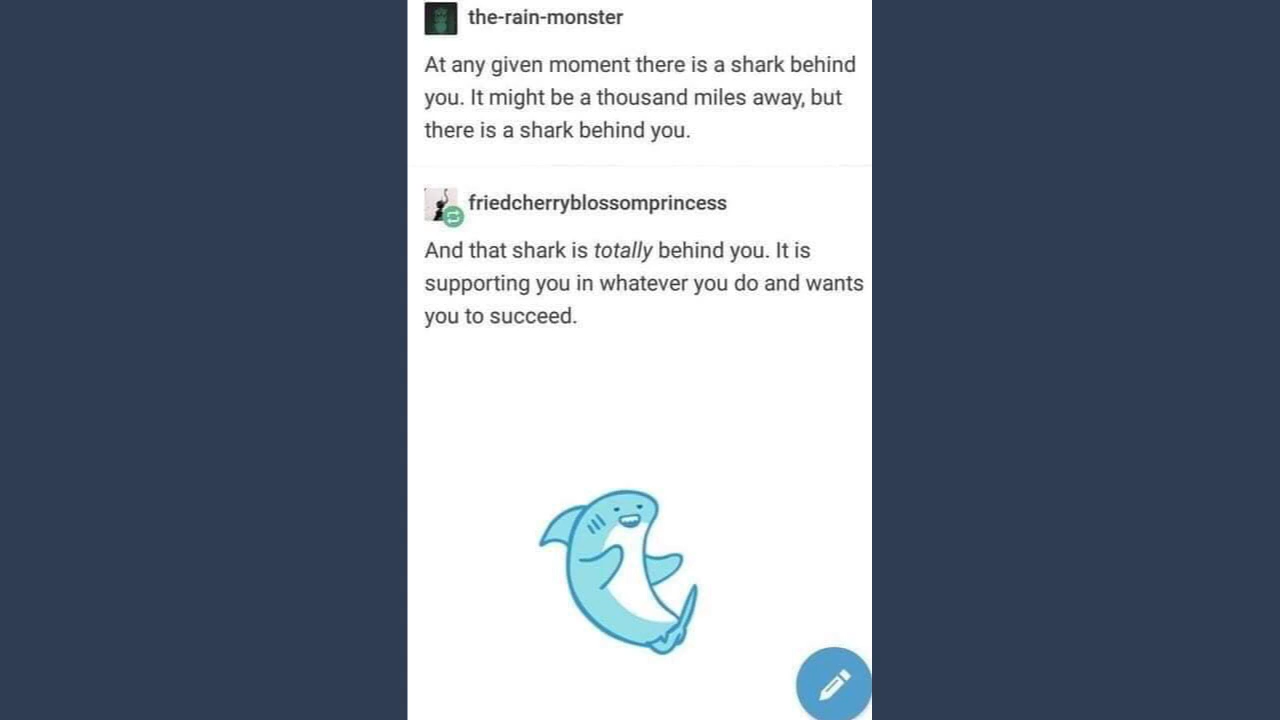 the-rain-monster
At any given moment there is a shark behind
you. It might be a thousand miles away, but
there is a shark behind you.
friedcherryblossomprincess
And that shark is totally behind you. It is
supporting you in whatever you do and wants
you to succeed.